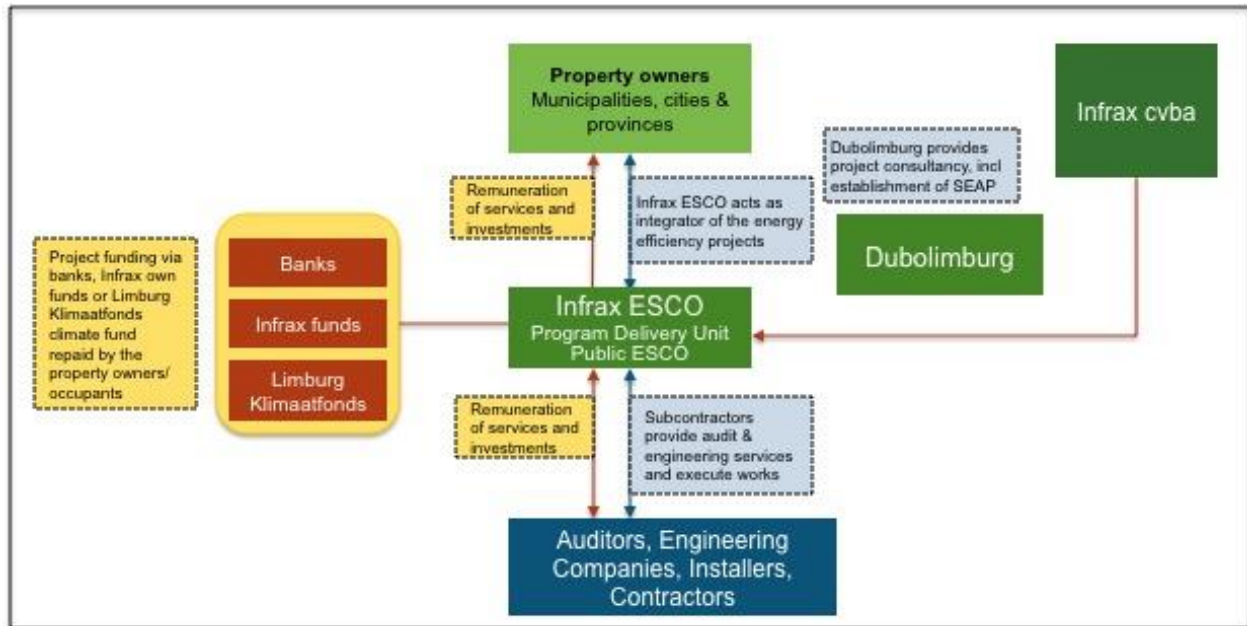 Property owners
Municipalities, cities &
provinces
Infrax cvba
Dubolimburg provides
project consultancy, incl
establishment of SEAP
Remuneration
of services and
investments
Infrax ESCO acts as
integrator of the energy
efficiency projects
Dubolimburg
Project funding via
banks, Infrax own
funds or Limburg
Klimaatfonds
climate fund
repaid by the
property owners/
occupants
Banks
Infrax funds
Limburg
Klimaatfonds
Infrax ESCO
Program Delivery Unit
Public ESCO
Remuneration
of services and
investments
Subcontractors
provide audit &
engineering services
and execute works
Auditors, Engineering
Companies, Installers,
Contractors